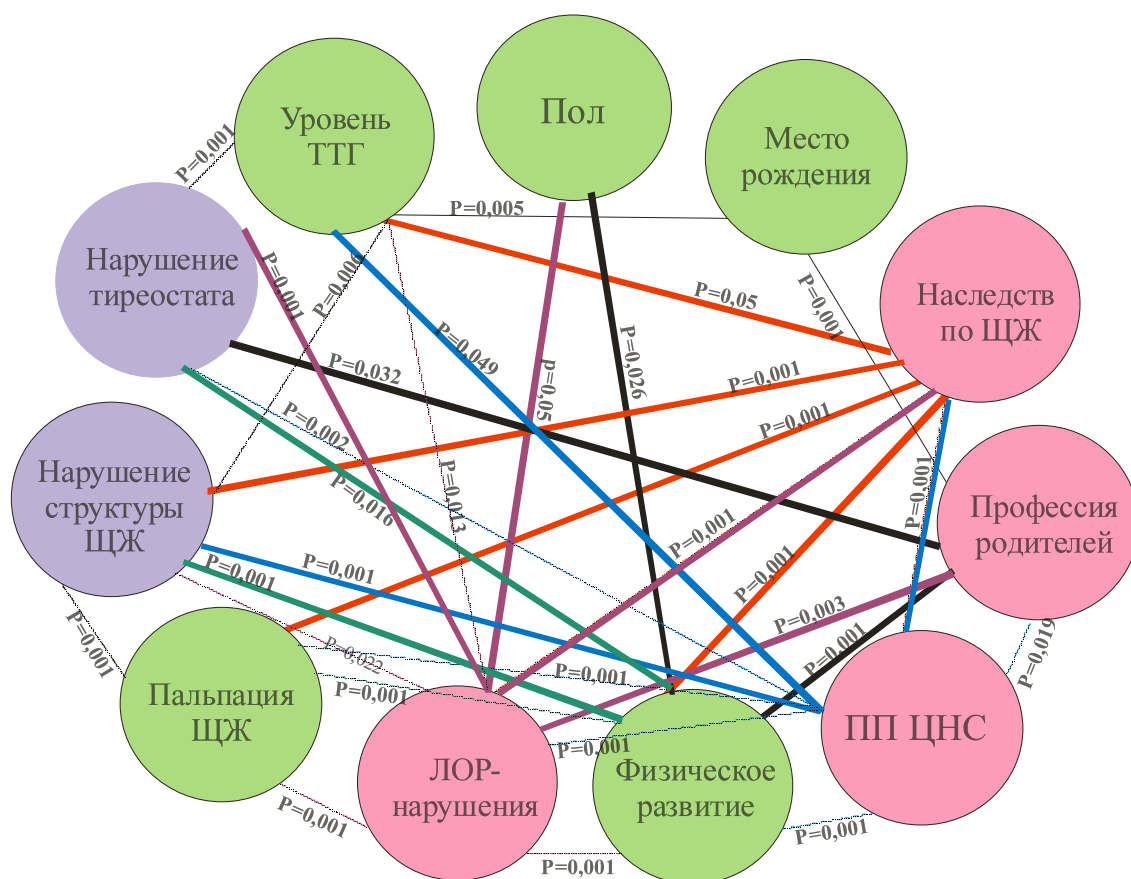 Уровень
ТТГ
Пол
Место
рождения
Нарушение
тиреостата
Наследств
по ЩЖ
Нарушение
структуры
ЩЖ
Профессия
родителей
Пальпация
ЩЖ
ЛОР-
нарушения
Физическое
развитие
ПП ЦНС
P=0,001
P=0,005
P=0,001
P=0,006
P=0,05
P=0,001
P=0,049
P=0,026
P=0,032
p=0,05
P=0,001
P=0,001
P=0,002
P=0,016
P=0,013
P=0,001
P=0,001
P=0,001
P=0,001
P=0,001
P=0,001
P=0,003
P=0,001
P=0,019
P=0,022
P=0,001
P=0,001
P=0,001
P=0,001
P=0,001
P=0,001